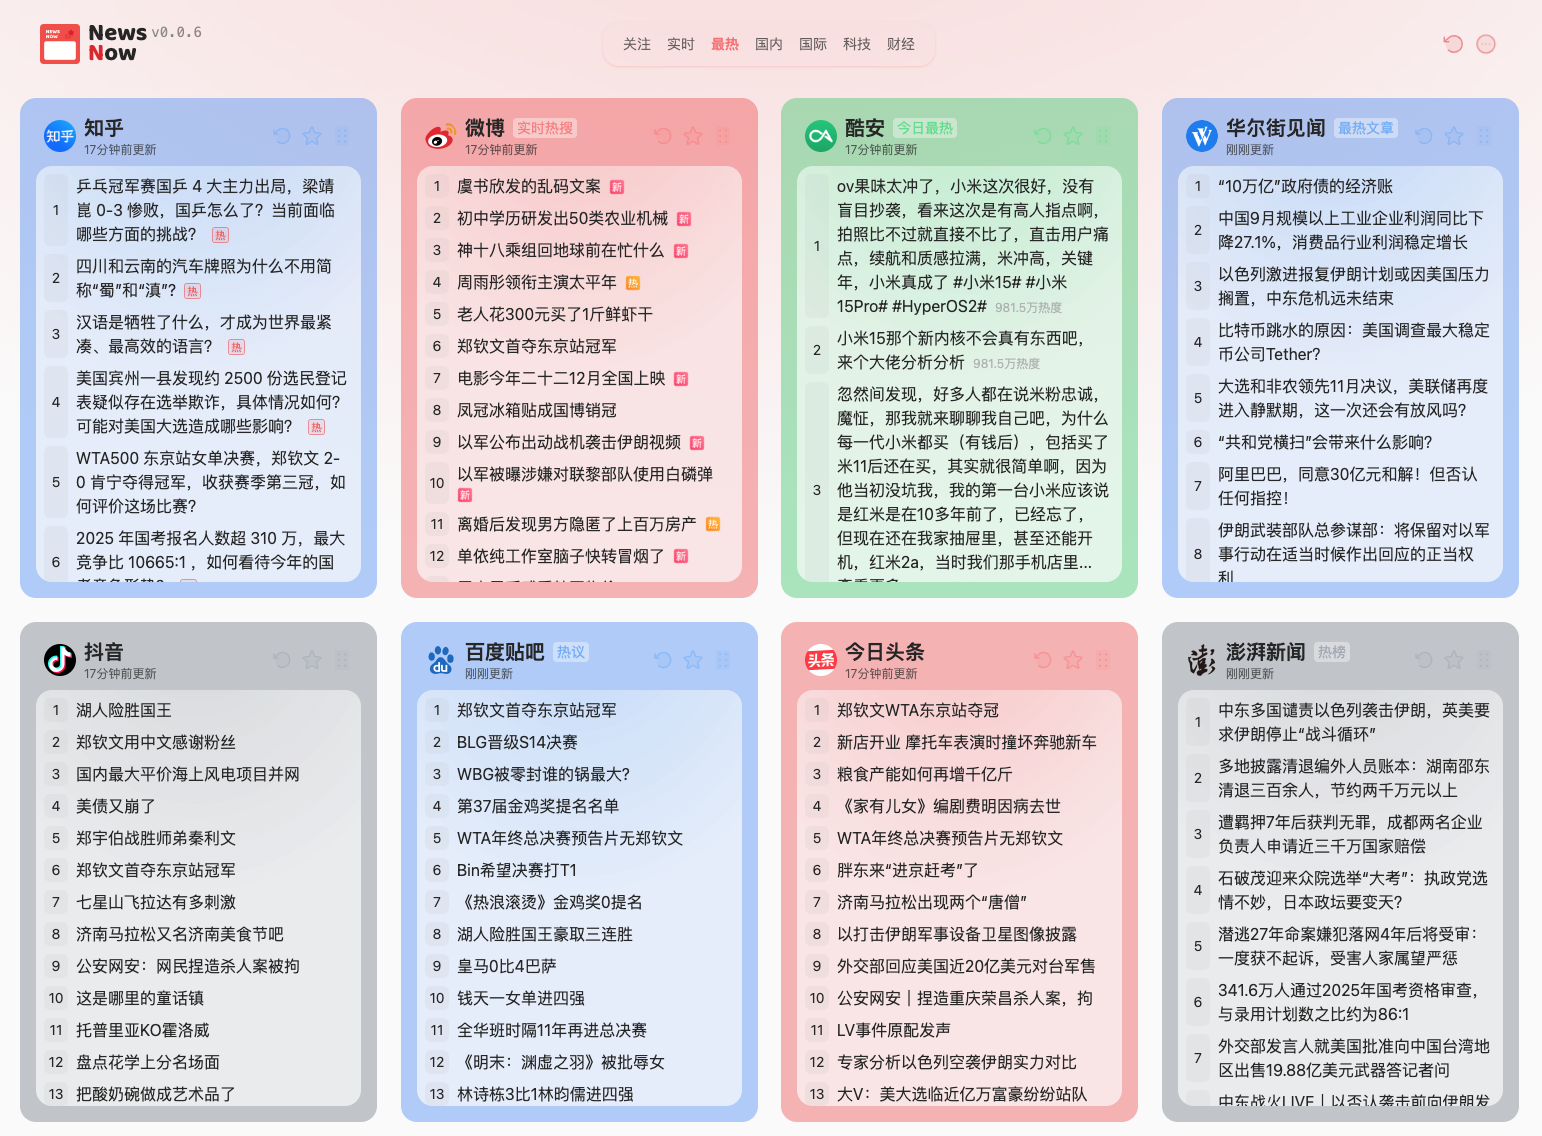 News Now v0.0.6
关注 实时 最热 国内 国际 科技 财经
知乎
17分钟前更新
1 乒乓冠军赛国乒 4 大主力出局，梁靖
崑 0-3 惨败，国乒怎么了？当前面临
哪些方面的挑战？ 热
2 四川和云南的汽车牌照为什么不用简
称“蜀”和“滇”？ 热
3 汉语是牺牲了什么，才成为世界最紧
凑、最高效的语言？ 热
4 美国宾州一县发现约 2500 份选民登记
表疑似存在选举欺诈，具体情况如何？
可能对美国大选造成哪些影响？ 热
5 WTA500 东京站女单决赛，郑钦文 2-
0 肯宁夺得冠军，收获赛季第三冠，如
何评价这场比赛？
6 2025 年国考报名人数超 310 万，最大
竞争比 10665:1 ，如何看待今年的国
微博 实时热搜
17分钟前更新
1 虞书欣发的乱码文案 新
2 初中学历研发出50类农业机械 新
3 神十八乘组回地球前在忙什么 新
4 周雨彤领衔主演太平年 热
5 老人花300元买了1斤鲜虾干
6 郑钦文首夺东京站冠军
7 电影今年二十二12月全国上映 新
8 凤冠冰箱贴成国博销冠
9 以军公布出动战机袭击伊朗视频 新
10 以军被曝涉嫌对联黎部队使用白磷弹
新
11 离婚后发现男方隐匿了上百万房产 热
12 单依纯工作室脑子快转冒烟了 新
酷安 今日最热
17分钟前更新
1 ov果味太冲了，小米这次很好，没有
盲目抄袭，看来这次是有高人指点啊，
拍照比不过就直接不比了，直击用户痛
点，续航和质感拉满，米冲高，关键
年，小米真成了 #小米15# #小米
15Pro# #HyperOS2# 981.5万热度
2 小米15那个新内核不会真有东西吧，
来个大佬分析分析 981.5万热度
3 忽然间发现，好多人都在说米粉忠诚，
魔怔，那我就来聊聊我自己吧，为什么
每一代小米都买（有钱后），包括买了
米11后还在买，其实就很简单啊，因为
他当初没坑我，我的第一台小米应该说
是红米是在10多年前了，已经忘了，
但现在还在我家抽屉里，甚至还能开
机，红米2a，当时我们那手机店里...
华尔街见闻 最热文章
刚刚更新
1 “10万亿”政府债的经济账
2 中国9月规模以上工业企业利润同比下
降27.1%，消费品行业利润稳定增长
3 以色列激进报复伊朗计划或因美国压力
搁置，中东危机远未结束
4 比特币跳水的原因：美国调查最大稳定
币公司Tether?
5 大选和非农领先11月决议，美联储再度
进入静默期，这一次还会有放风吗？
6 “共和党横扫”会带来什么影响？
7 阿里巴巴，同意30亿元和解！但否认
任何指控！
8 伊朗武装部队总参谋部：将保留对以军
事行动在适当时候作出回应的正当权
利
抖音
17分钟前更新
1 湖人险胜国王
2 郑钦文用中文感谢粉丝
3 国内最大平价海上风电项目并网
4 美债又崩了
5 郑宇伯战胜师弟秦利文
6 郑钦文首夺东京站冠军
7 七星山飞拉达有多刺激
8 济南马拉松又名济南美食节吧
9 公安网安：网民捏造杀人案被拘
10 这是哪里的童话镇
11 托普里亚KO霍洛威
12 盘点花学上分名场面
13 把酸奶碗做成艺术品了
百度贴吧 热议
刚刚更新
1 郑钦文首夺东京站冠军
2 BLG晋级S14决赛
3 WBG被零封谁的锅最大?
4 第37届金鸡奖提名名单
5 WTA年终总决赛预告片无郑钦文
6 Bin希望决赛打T1
7 《热浪滚烫》金鸡奖0提名
8 湖人险胜国王豪取三连胜
9 皇马0比4巴萨
10 钱天一女单进四强
11 全华班时隔11年再进总决赛
12 《明末：渊虚之羽》被批辱女
13 林诗栋3比1林昀儒进四强
今日头条
17分钟前更新
1 郑钦文WTA东京站夺冠
2 新店开业 摩托车表演时撞坏奔驰新车
3 粮食产能如何再增千亿斤
4 《家有儿女》编剧费明因病去世
5 WTA年终总决赛预告片无郑钦文
6 胖东来“进京赶考”了
7 济南马拉松出现两个“唐僧”
8 以打击伊朗军事设备卫星图像披露
9 外交部回应美国近20亿美元对台军售
10 公安网安｜捏造重庆荣昌杀人案，拘
11 LV事件原配发声
12 专家分析以色列空袭伊朗实力对比
13 大V：美大选临近亿万富豪纷纷站队
澎湃新闻 热榜
刚刚更新
1 中东多国谴责以色列袭击伊朗，英美要
求伊朗停止“战斗循环”
2 多地披露清退编外人员账本：湖南邵东
清退三百余人，节约两千万元以上
3 遭羁押7年后获判无罪，成都两名企业
负责人申请近三千万国家赔偿
4 石破茂迎来众院选举“大考”：执政党选
情不妙，日本政坛要变天？
5 潜逃27年命案嫌犯落网4年后将受审：
一度获不起诉，受害人家属望严惩
6 341.6万人通过2025年国考资格审查，
与录用计划数之比约为86:1
7 外交部发言人就美国批准向中国台湾地
区出售19.88亿美元武器答记者问
中东战火LIVE｜以否认袭击前向伊朗发